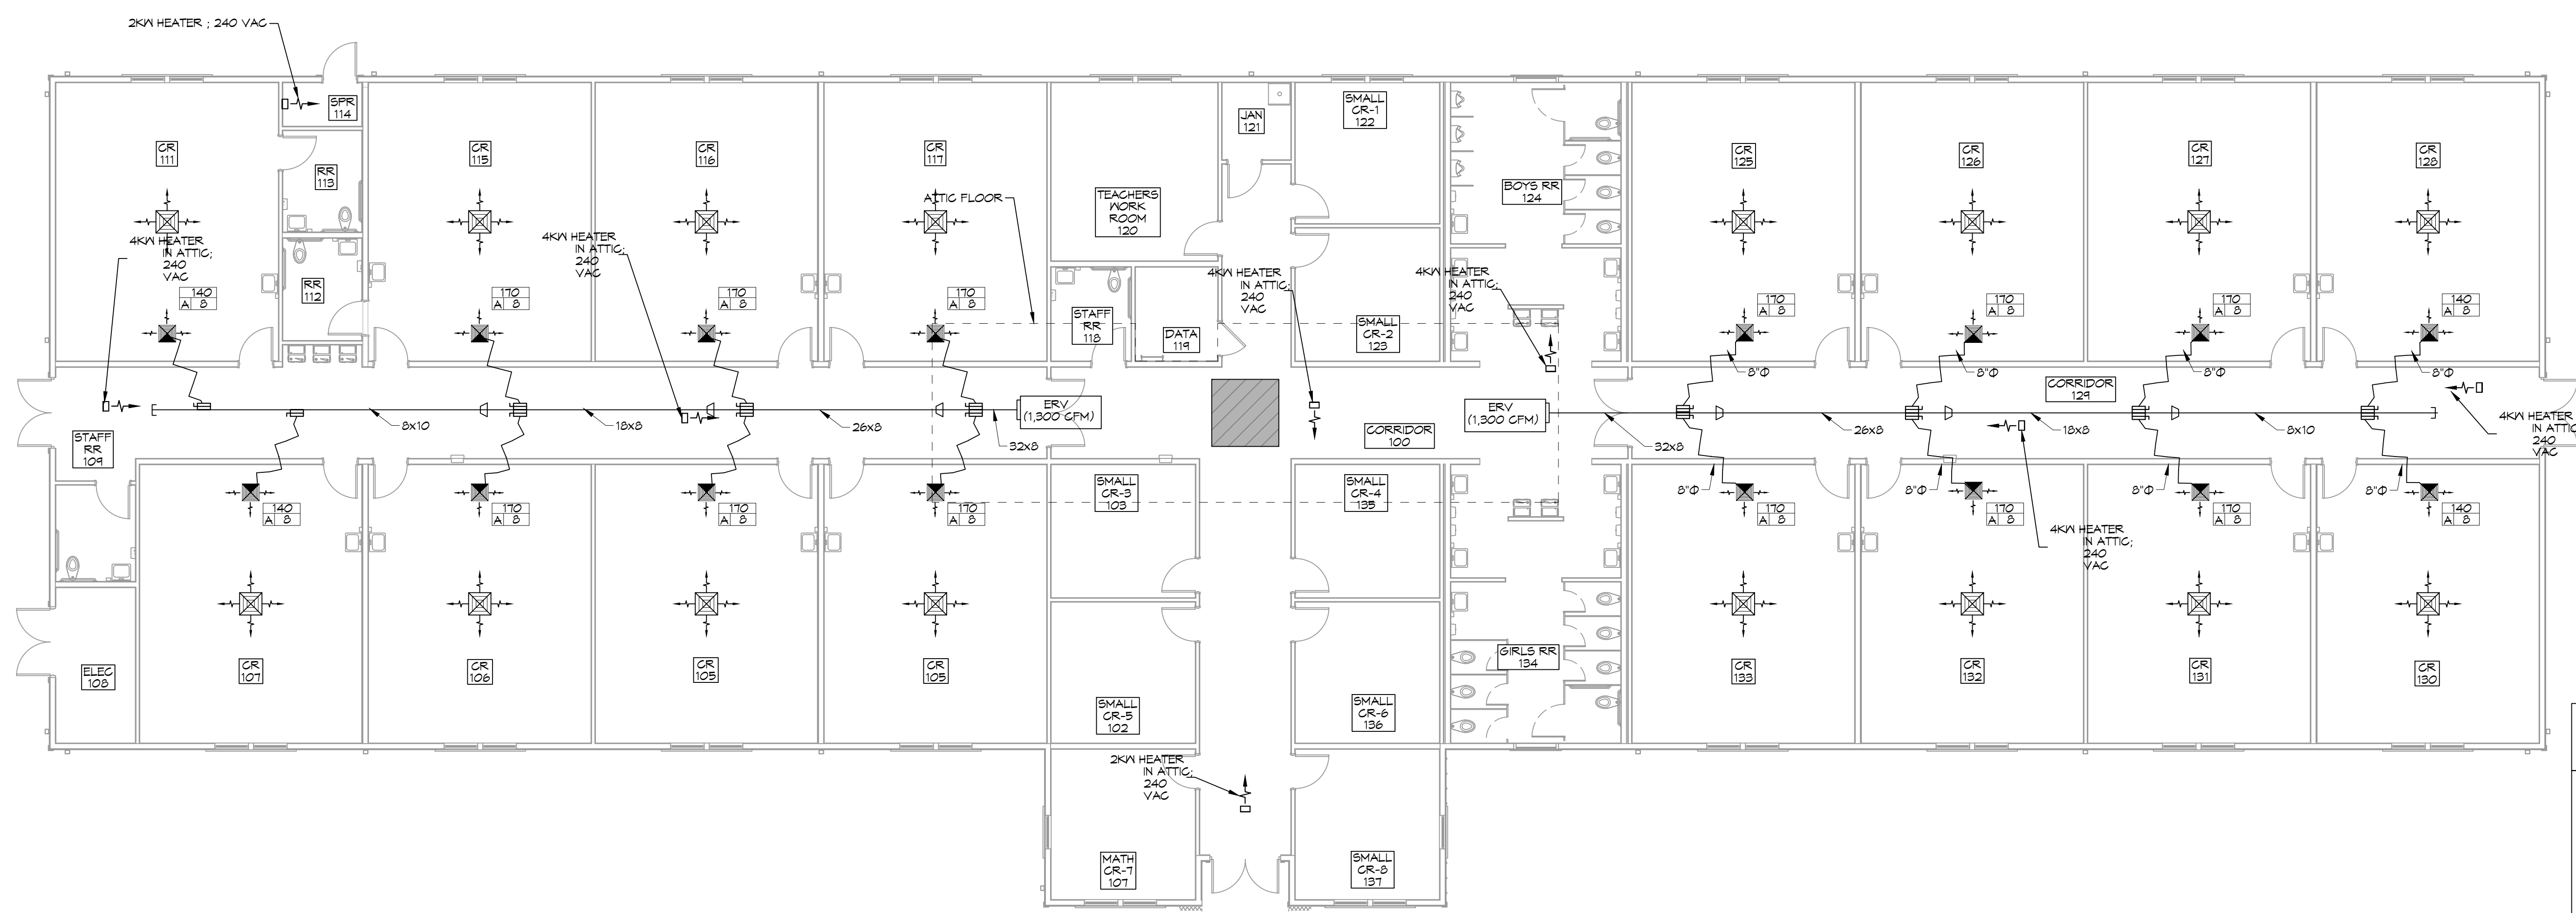 2KW HEATER ; 240 VAC
SPR
114
CR
111
RR
113
CR
115
CR
116
CR
117
TEACHERS
WORK
ROOM
120
JAN
121
SMALL
CR-1
122
BOYS RR
124
CR
125
CR
126
CR
127
CR
128
ATTIC FLOOR
4KW HEATER
IN ATTIC;
240
VAC
RR
112
4KW HEATER
IN ATTIC;
240
VAC
4KW HEATER
IN ATTIC;
240
VAC
4KW HEATER
IN ATTIC;
240
VAC
140
A 8
170
A 8
170
A 8
170
A 8
STAFF
RR
118
DATA
119
SMALL
CR-2
123
170
A 8
170
A 8
170
A 8
140
A 8
8"Φ
8"Φ
8"Φ
8"Φ
CORRIDOR
129
8x10
18x8
26x8
32x8
ERV
(1,300 CFM)
CORRIDOR
100
ERV
(1,300 CFM)
32x8
26x8
18x8
8x10
4KW HEATER
IN ATTIC
240
VAC
STAFF
RR
109
140
A 8
170
A 8
170
A 8
170
A 8
SMALL
CR-3
103
SMALL
CR-4
135
8"Φ
8"Φ
8"Φ
8"Φ
170
A 8
170
A 8
170
A 8
140
A 8
4KW HEATER
IN ATTIC;
240
VAC
ELEC
108
CR
107
CR
106
CR
105
CR
105
SMALL
CR-5
102
SMALL
CR-6
136
GIRLS RR
134
CR
133
CR
132
CR
131
CR
130
2KW HEATER
IN ATTIC;
240
VAC
MATH
CR-7
107
SMALL
CR-8
137